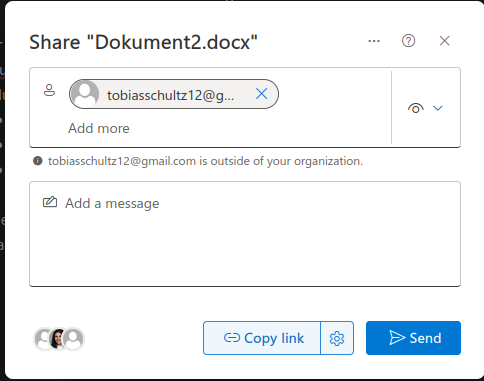 Share "Dokument2.docx"
tobiasschultz12@g...
Add more
tobiasschultz12@gmail.com is outside of your organization.
Add a message
Copy link
Send